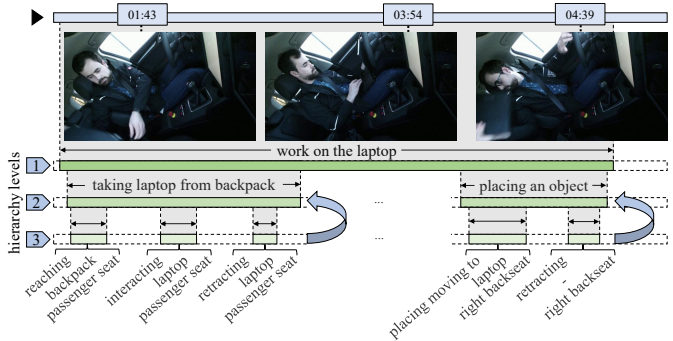 01:43
03:54
04:39
work on the laptop
hierarchy levels
1
taking laptop from backpack
placing an object
2
...
3
...
reaching
backpack
passenger seat
interacting
laptop
passenger seat
retracting
laptop
passenger seat
placing moving to
laptop
right backseat
retracting
-
right backseat